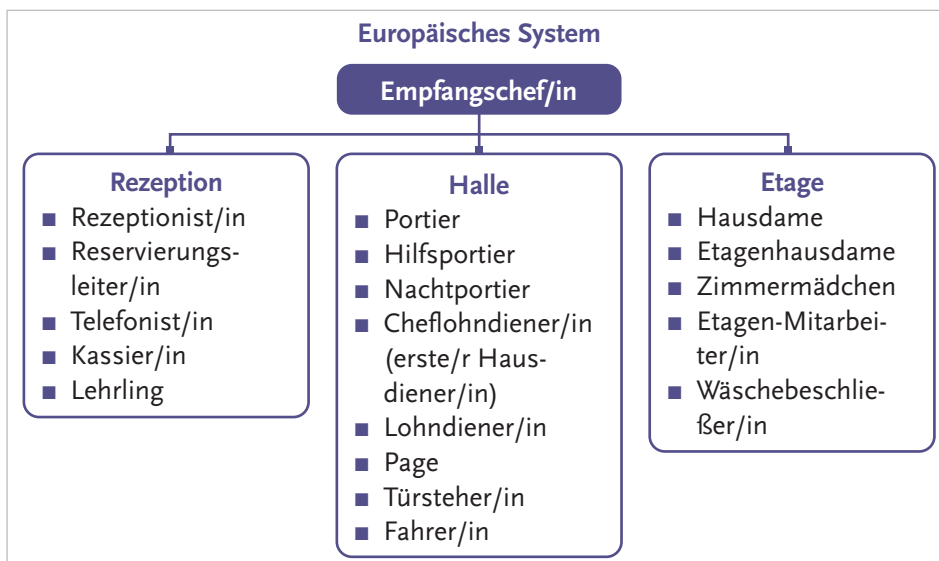 Europäisches System
Empfangschef/in
Rezeption
■ Rezeptionist/in
■ Reservierungs-
leiter/in
■ Telefonist/in
■ Kassier/in
■ Lehrling
Halle
■ Portier
■ Hilfsportier
■ Nachtportier
■ Cheflohndiener/in
(erste/r Haus-
diener/in)
■ Lohndiener/in
■ Page
■ Türsteher/in
■ Fahrer/in
Etage
■ Hausdame
■ Etagenhausdame
■ Zimmermädchen
■ Etagen-Mitarbei-
ter/in
■ Wäschebeschlie-
ßer/in